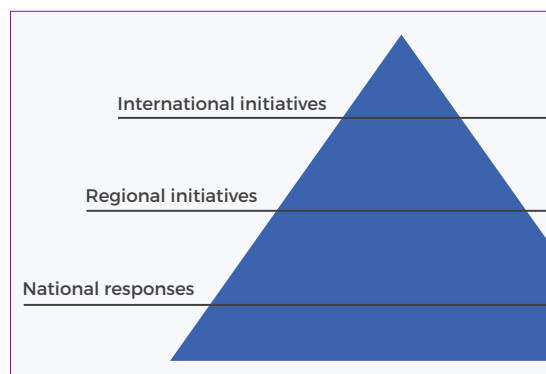 International initiatives
Regional initiatives
National responses